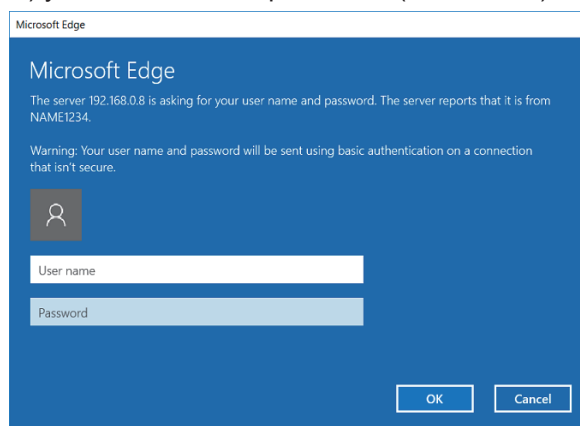 Microsoft Edge
Microsoft Edge
The server 192.168.0.8 is asking for your user name and password. The server reports that it is from
NAME1234.
Warning: Your user name and password will be sent using basic authentication on a connection
that isn't secure.
User name
Password
OK Cancel